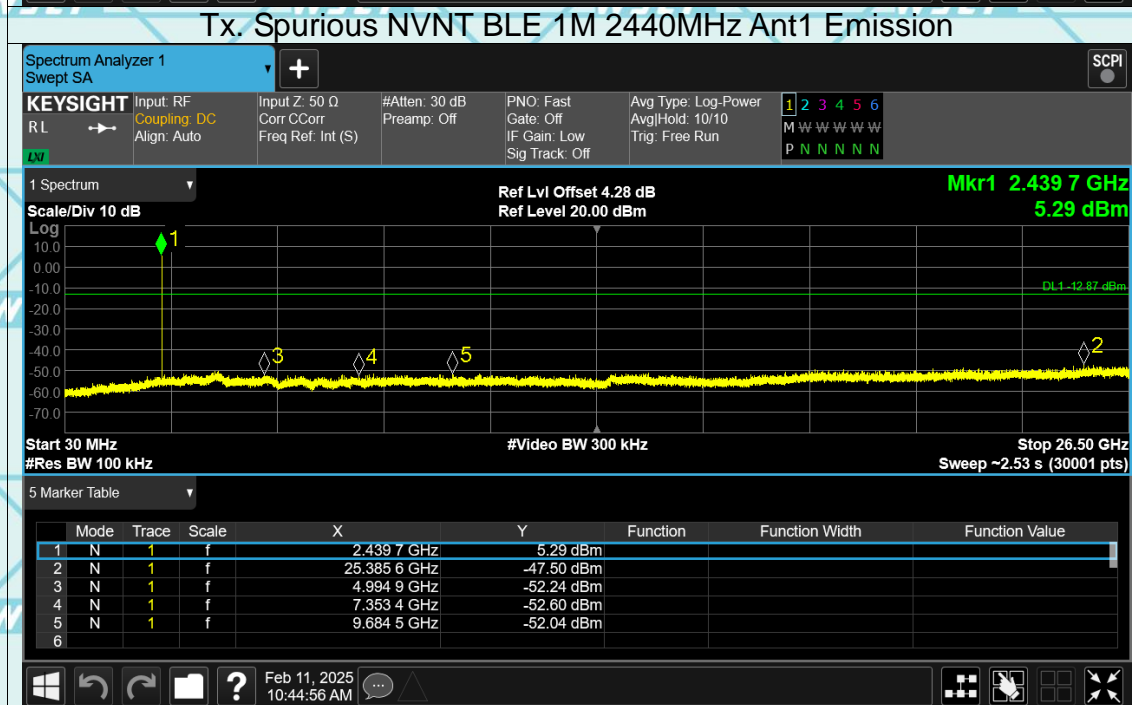 Tx. Spurious NVNT BLE 1M 2440MHz Ant1 Emission
Spectrum Analyzer 1
Swept SA
SCPI
KEYSIGHT Input: RF Input Z: 50 Ω #Atten: 30 dB PNO: Fast Avg Type: Log-Power 1 2 3 4 5 6
RL Coupling: DC Corr CCorr Preamp: Off Gate: Off Avg|Hold: 10/10 M W W W W W
Align: Auto Freq Ref: Int (S) IF Gain: Low Trig: Free Run P N N N N N
LXI Sig Track: Off
1 Spectrum Ref Lvl Offset 4.28 dB Mkr1 2.439 7 GHz
Scale/Div 10 dB Ref Level 20.00 dBm 5.29 dBm
Log
10.0 1
0.00
-10.0 DL1 -12.87 dBm
-20.0
-30.0
-40.0 3 4 5 2
-50.0
-60.0
-70.0
Start 30 MHz #Video BW 300 kHz Stop 26.50 GHz
#Res BW 100 kHz Sweep ~2.53 s (30001 pts)
5 Marker Table
Mode Trace Scale X Y Function Function Width Function Value
1 N 1 f 2.439 7 GHz 5.29 dBm
2 N 1 f 25.385 6 GHz -47.50 dBm
3 N 1 f 4.994 9 GHz -52.24 dBm
4 N 1 f 7.353 4 GHz -52.60 dBm
5 N 1 f 9.684 5 GHz -52.04 dBm
6
? Feb 11, 2025
10:44:56 AM